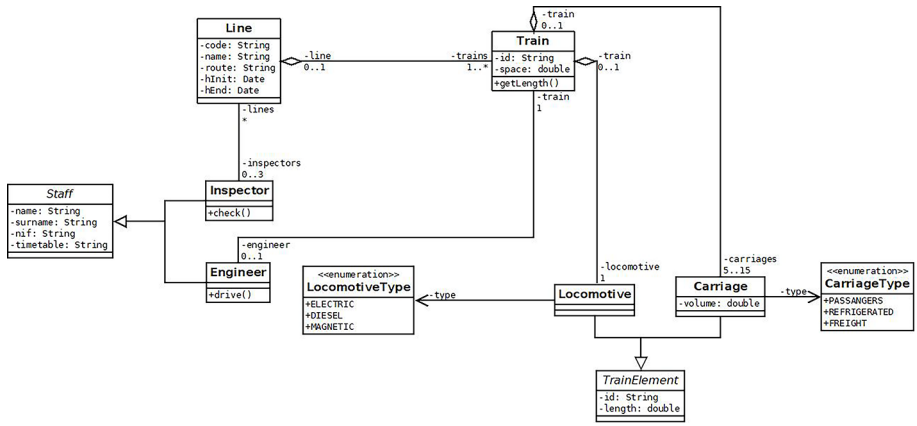 -train
0..1
Line
-code: String
-name: String
-route: String
-hInit: Date
-hEnd: Date
-line
0..1
-trains
1..*
Train
-id: String
-space: double
+getLength()
-train
0..1
-train
1
-lines
*
-inspectors
0..3
Staff
-name: String
-surname: String
-nif: String
-timetable: String
Inspector
+check()
-engineer
0..1
Engineer
+drive()
<<enumeration>>
LocomotiveType
+ELECTRIC
+DIESEL
+MAGNETIC
-type
-locomotive
1
Locomotive
-carriages
5..15
Carriage
-volume: double
-type
<<enumeration>>
CarriageType
+PASSANGERS
+REFRIGERATED
+FREIGHT
TrainElement
-id: String
-length: double